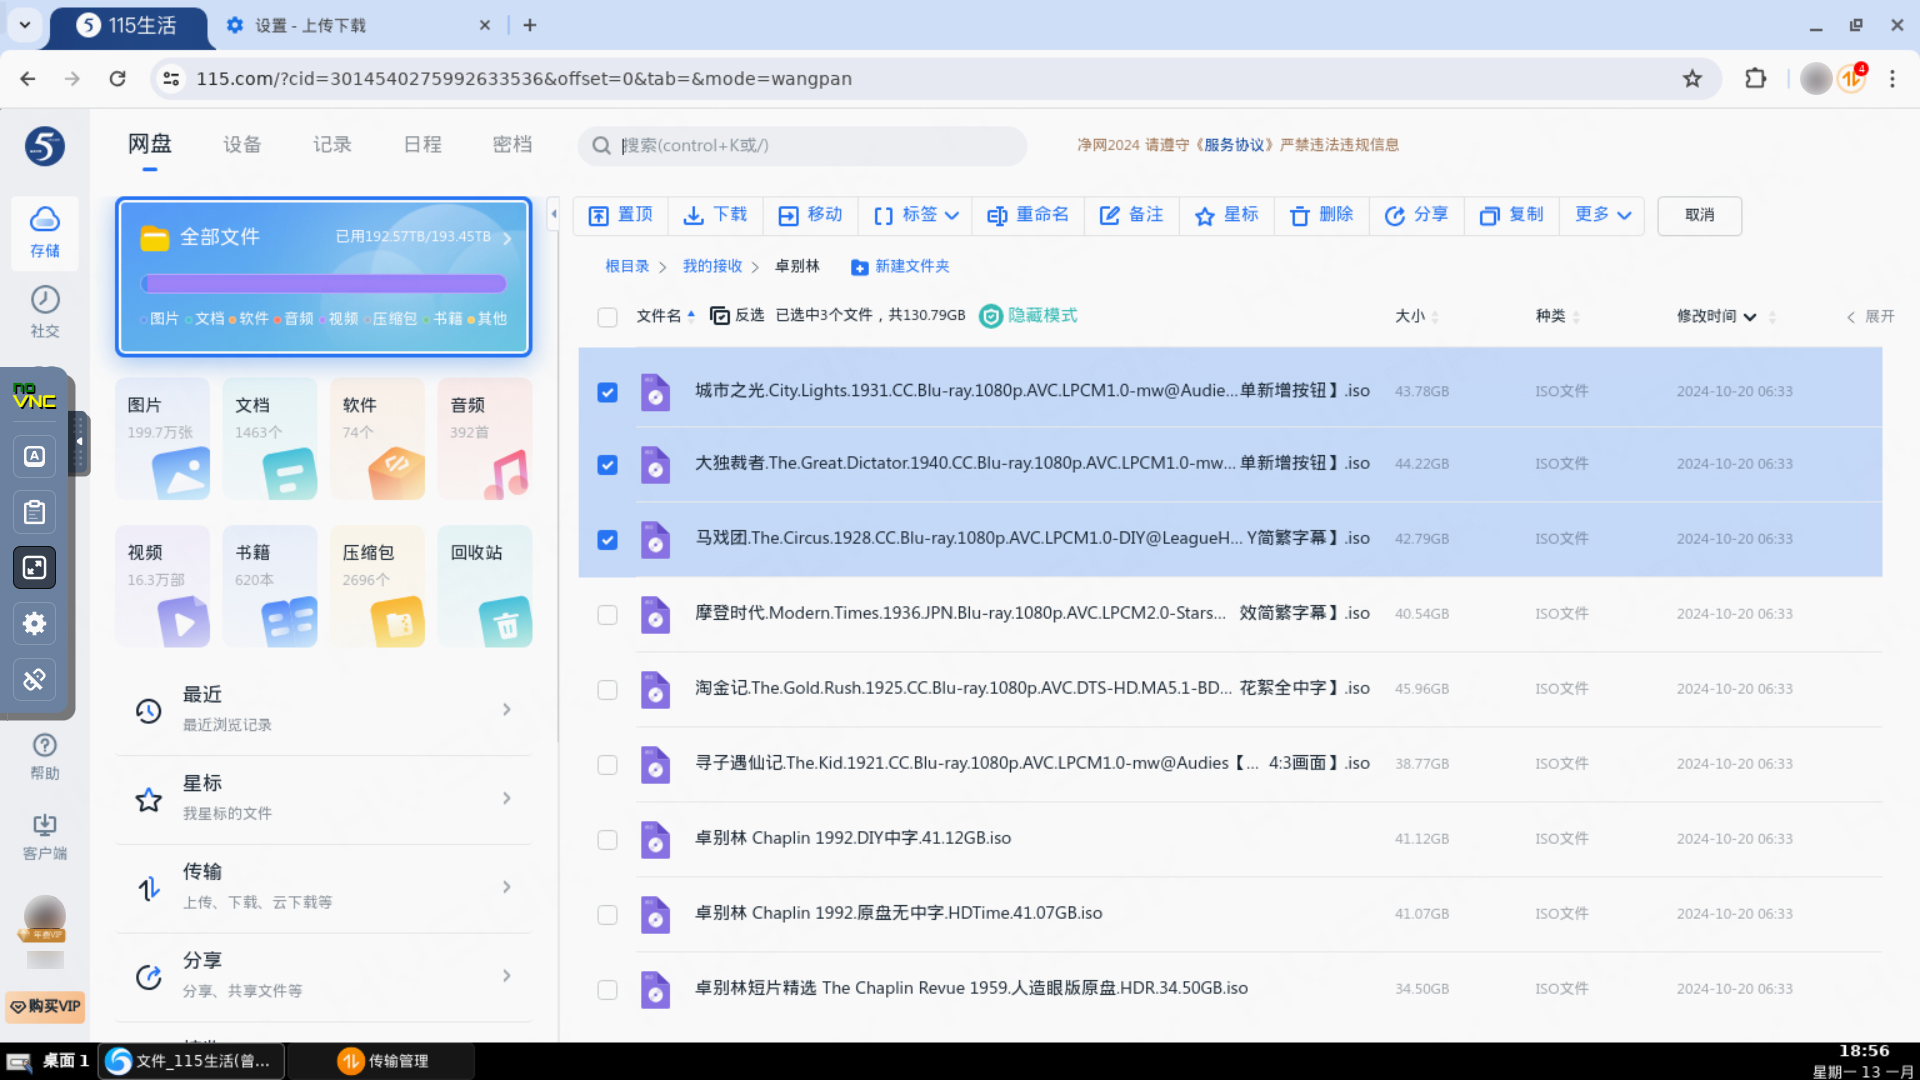 115生活
设置 - 上传下载
115.com/?cid=3014540275992633536&offset=0&tab=&mode=wangpan
4
网盘 设备 记录 日程 密档
搜索(control+K或/)
净网2024 请遵守《服务协议》严禁违法违规信息
存储
社交
帮助
客户端
年费VIP
购买VIP
no
VNC
全部文件
已用192.57TB/193.45TB
图片 文档 软件 音频 视频 压缩包 书籍 其他
图片
199.7万张
文档
1463个
软件
74个
音频
392首
视频
16.3万部
书籍
620本
压缩包
2696个
回收站
最近
最近浏览记录
星标
我星标的文件
传输
上传、下载、云下载等
分享
分享、共享文件等
置顶 下载 移动 标签 重命名 备注 星标 删除 分享 复制 更多 取消
根目录 > 我的接收 > 卓别林 新建文件夹
文件名 反选 已选中3个文件，共130.79GB 隐藏模式 大小 种类 修改时间 展开
城市之光.City.Lights.1931.CC.Blu-ray.1080p.AVC.LPCM1.0-mw@Audie...单新增按钮】.iso 43.78GB ISO文件 2024-10-20 06:33
大独裁者.The.Great.Dictator.1940.CC.Blu-ray.1080p.AVC.LPCM1.0-mw... 单新增按钮】.iso 44.22GB ISO文件 2024-10-20 06:33
马戏团.The.Circus.1928.CC.Blu-ray.1080p.AVC.LPCM1.0-DIY@LeagueH... Y简繁字幕】.iso 42.79GB ISO文件 2024-10-20 06:33
摩登时代.Modern.Times.1936.JPN.Blu-ray.1080p.AVC.LPCM2.0-Stars... 效简繁字幕】.iso 40.54GB ISO文件 2024-10-20 06:33
淘金记.The.Gold.Rush.1925.CC.Blu-ray.1080p.AVC.DTS-HD.MA5.1-BD... 花絮全中字】.iso 45.96GB ISO文件 2024-10-20 06:33
寻子遇仙记.The.Kid.1921.CC.Blu-ray.1080p.AVC.LPCM1.0-mw@Audies【... 4:3画面】.iso 38.77GB ISO文件 2024-10-20 06:33
卓别林 Chaplin 1992.DIY中字.41.12GB.iso 41.12GB ISO文件 2024-10-20 06:33
卓别林 Chaplin 1992.原盘无中字.HDTime.41.07GB.iso 41.07GB ISO文件 2024-10-20 06:33
卓别林短片精选 The Chaplin Revue 1959.人造眼版原盘.HDR.34.50GB.iso 34.50GB ISO文件 2024-10-20 06:33
桌面 1
文件_115生活(曾...
传输管理
18:56
星期一 13 一月